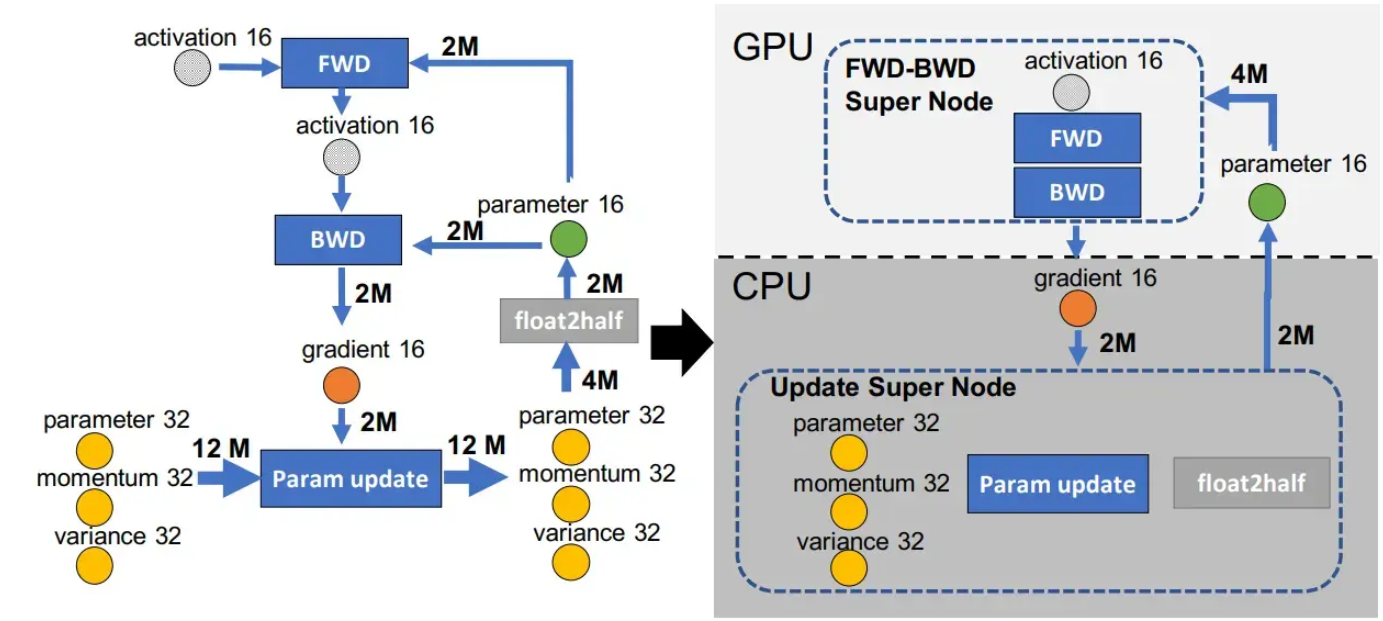 activation 16
FWD
2M
activation 16
parameter 16
BWD
2M
2M
2M
float2half
gradient 16
4M
2M
parameter 32
momentum 32
variance 32
12 M
Param update
12 M
parameter 32
momentum 32
variance 32
GPU
FWD-BWD
Super Node
activation 16
FWD
BWD
4M
parameter 16
CPU
gradient 16
2M
2M
Update Super Node
parameter 32
momentum 32
variance 32
Param update
float2half